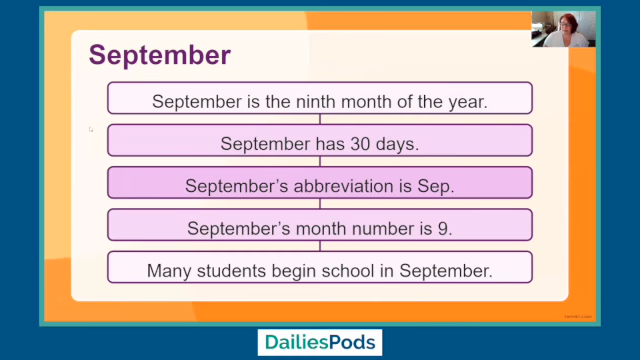 September
September is the ninth month of the year.
September has 30 days.
September's abbreviation is Sep.
September's month number is 9.
Many students begin school in September.
DailiesPods